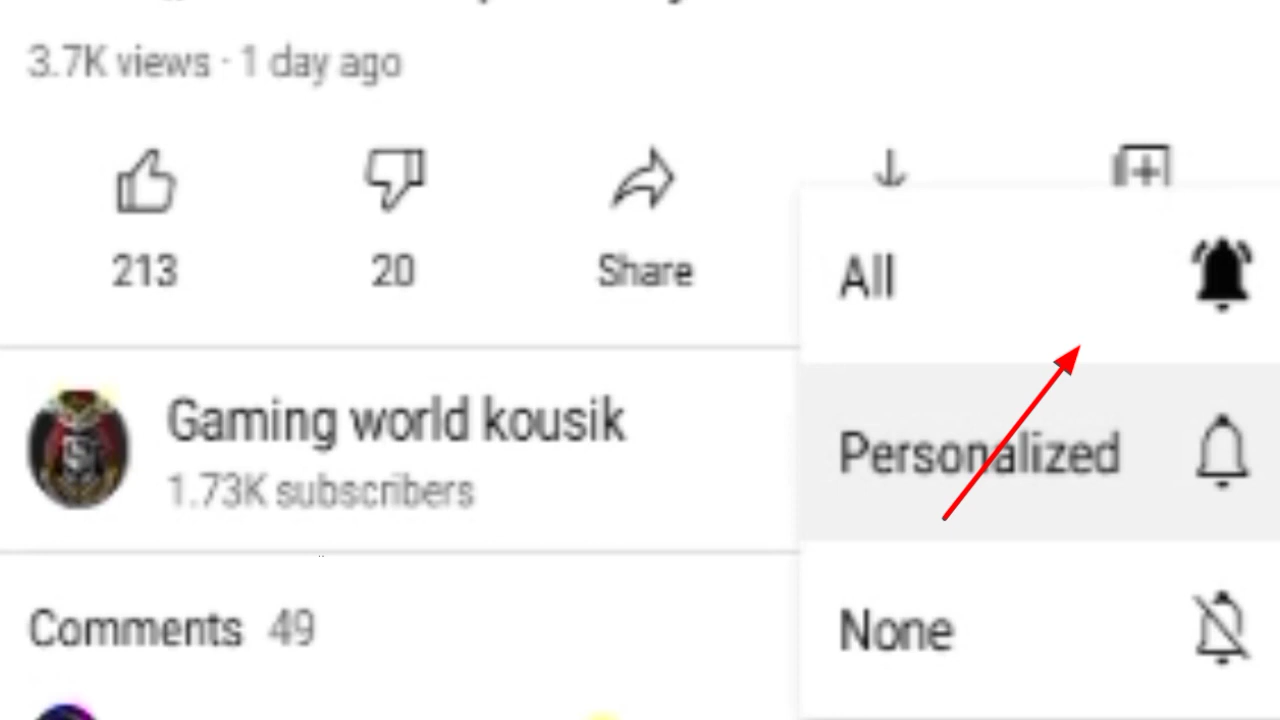 3.7K views · 1 day ago
213
20
Share
All
Gaming world kousik
1.73K subscribers
Personalized
Comments 49
None